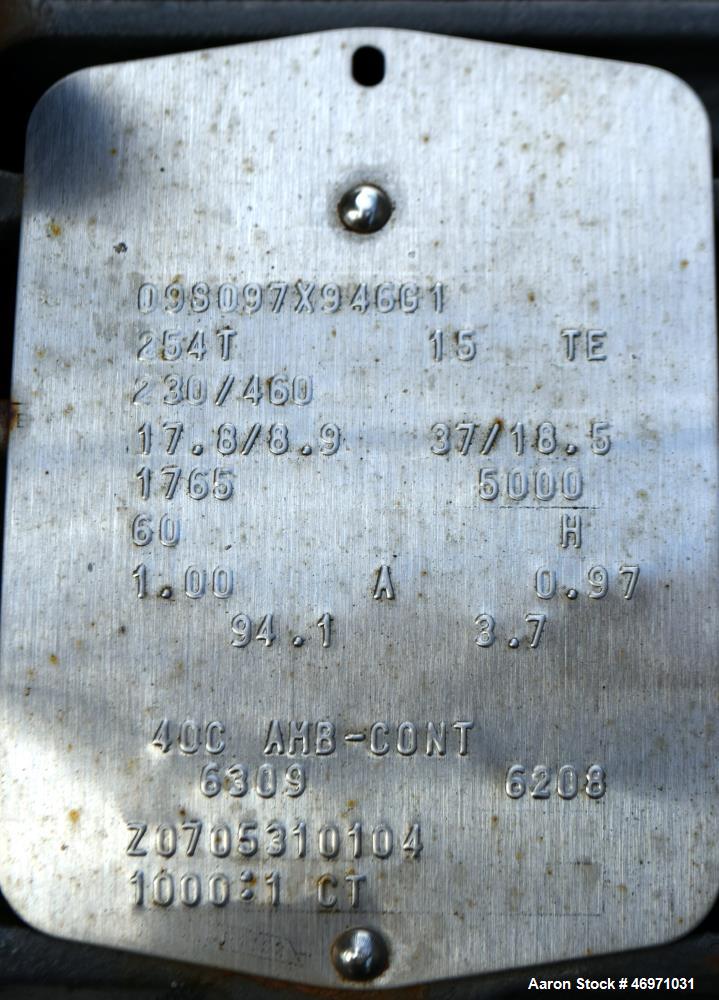 09S097X946G1
254T 15 TE
230/460
17.8/8.9 37/18.5
1765 5000
60 H
1.00 A 0.97
94.1 3.7
40C AMB-CONT
6309 6208
Z0705310104
1000:1 CT
Aaron Stock # 46971031